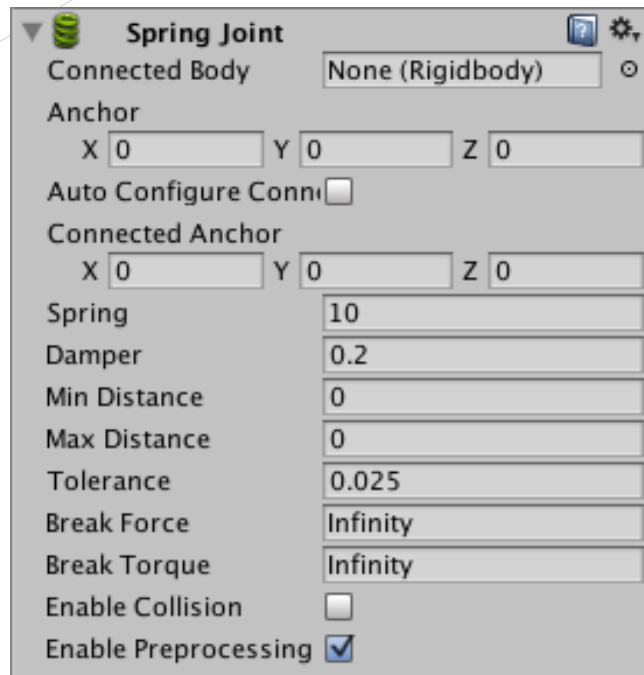 Spring Joint
Connected Body None (Rigidbody)
Anchor
X 0 Y 0 Z 0
Auto Configure Conn
Connected Anchor
X 0 Y 0 Z 0
Spring 10
Damper 0.2
Min Distance 0
Max Distance 0
Tolerance 0.025
Break Force Infinity
Break Torque Infinity
Enable Collision
Enable Preprocessing